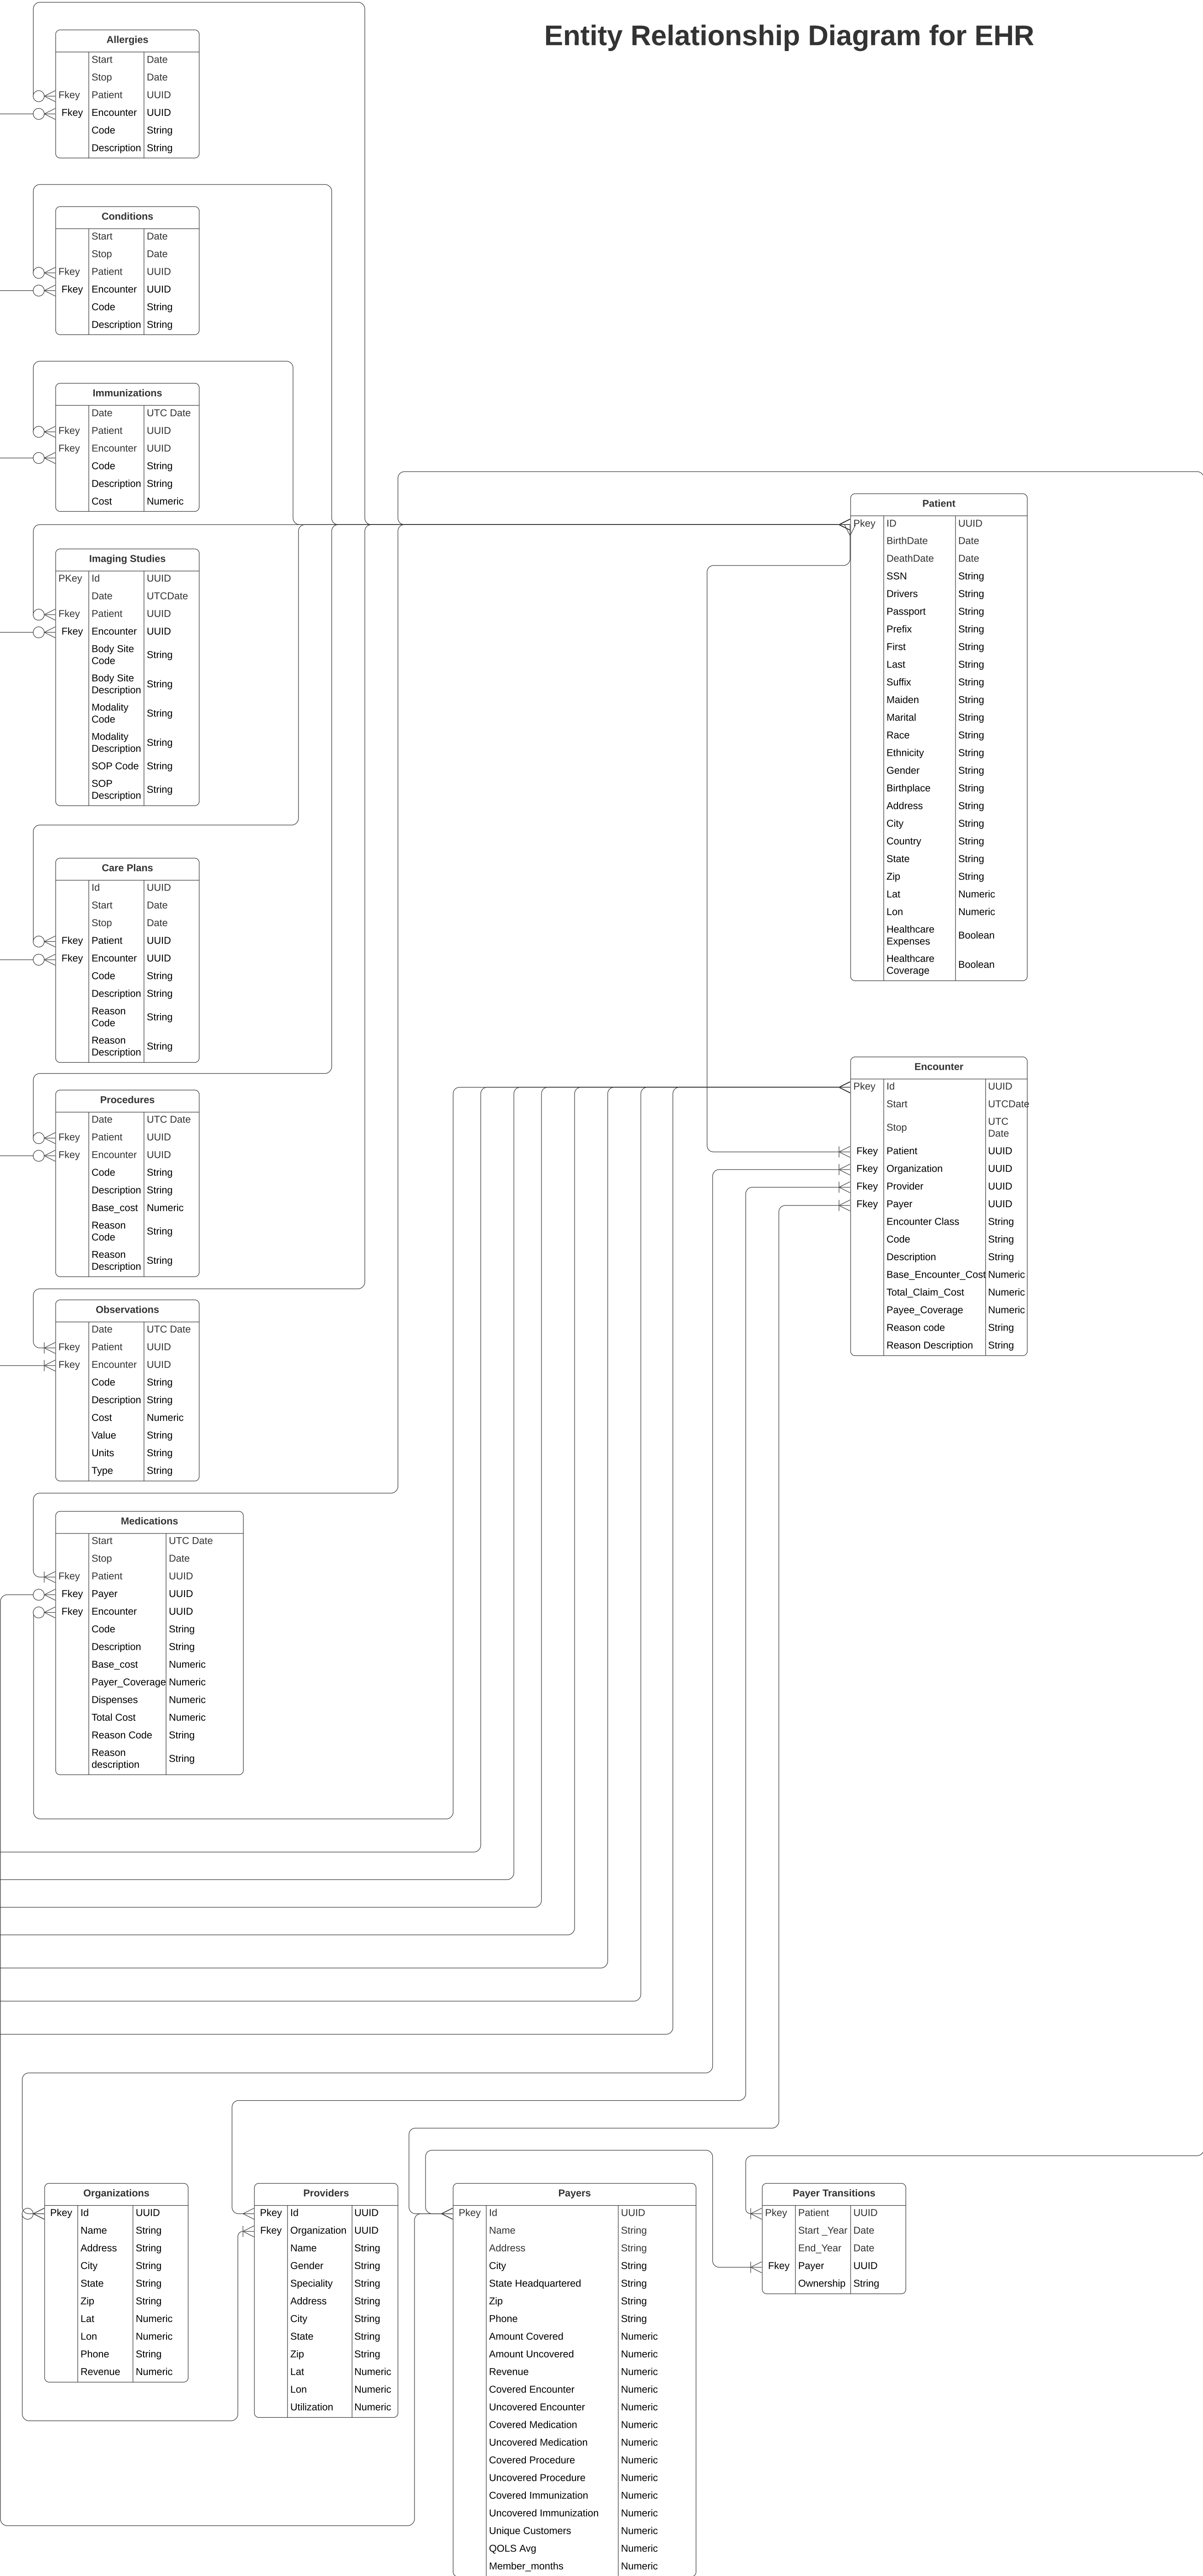 Entity Relationship Diagram for EHR
Allergies
Start Date
Stop Date
Fkey Patient UUID
Fkey Encounter UUID
Code String
Description String
Conditions
Start Date
Stop Date
Fkey Patient UUID
Fkey Encounter UUID
Code String
Description String
Immunizations
Date UTC Date
Fkey Patient UUID
Fkey Encounter UUID
Code String
Description String
Cost Numeric
Imaging Studies
PKey Id UUID
Date UTCDate
Fkey Patient UUID
Fkey Encounter UUID
Body Site
Code String
Body Site
Description String
Modality
Code String
Modality
Description String
SOP Code String
SOP
Description String
Care Plans
Id UUID
Start Date
Stop Date
Fkey Patient UUID
Fkey Encounter UUID
Code String
Description String
Reason
Code String
Reason
Description String
Procedures
Date UTC Date
Fkey Patient UUID
Fkey Encounter UUID
Code String
Description String
Base_cost Numeric
Reason
Code String
Reason
Description String
Observations
Date UTC Date
Fkey Patient UUID
Fkey Encounter UUID
Code String
Description String
Cost Numeric
Value String
Units String
Type String
Medications
Start UTC Date
Stop Date
Fkey Patient UUID
Fkey Payer UUID
Fkey Encounter UUID
Code String
Description String
Base_cost Numeric
Payer_Coverage Numeric
Dispenses Numeric
Total Cost Numeric
Reason Code String
Reason
description String
Patient
Pkey ID UUID
BirthDate Date
DeathDate Date
SSN String
Drivers String
Passport String
Prefix String
First String
Last String
Suffix String
Maiden String
Marital String
Race String
Ethnicity String
Gender String
Birthplace String
Address String
City String
Country String
State String
Zip String
Lat Numeric
Lon Numeric
Healthcare
Expenses Boolean
Healthcare
Coverage Boolean
Encounter
Pkey Id UUID
Start UTCDate
Stop UTC
Date
Fkey Patient UUID
Fkey Organization UUID
Fkey Provider UUID
Fkey Payer UUID
Encounter Class String
Code String
Description String
Base_Encounter_Cost Numeric
Total_Claim_Cost Numeric
Payee_Coverage Numeric
Reason code String
Reason Description String
Organizations
Pkey Id UUID
Name String
Address String
City String
State String
Zip String
Lat Numeric
Lon Numeric
Phone String
Revenue Numeric
Providers
Pkey Id UUID
Fkey Organization UUID
Name String
Gender String
Speciality String
Address String
City String
State String
Zip String
Lat Numeric
Lon Numeric
Utilization Numeric
Payers
Pkey Id UUID
Name String
Address String
City String
State Headquartered String
Zip String
Phone String
Amount Covered Numeric
Amount Uncovered Numeric
Revenue Numeric
Covered Encounter Numeric
Uncovered Encounter Numeric
Covered Medication Numeric
Uncovered Medication Numeric
Covered Procedure Numeric
Uncovered Procedure Numeric
Covered Immunization Numeric
Uncovered Immunization Numeric
Unique Customers Numeric
QOLS Avg Numeric
Member_months Numeric
Payer Transitions
Pkey Patient UUID
Start _Year Date
End_Year Date
Fkey Payer UUID
Ownership String